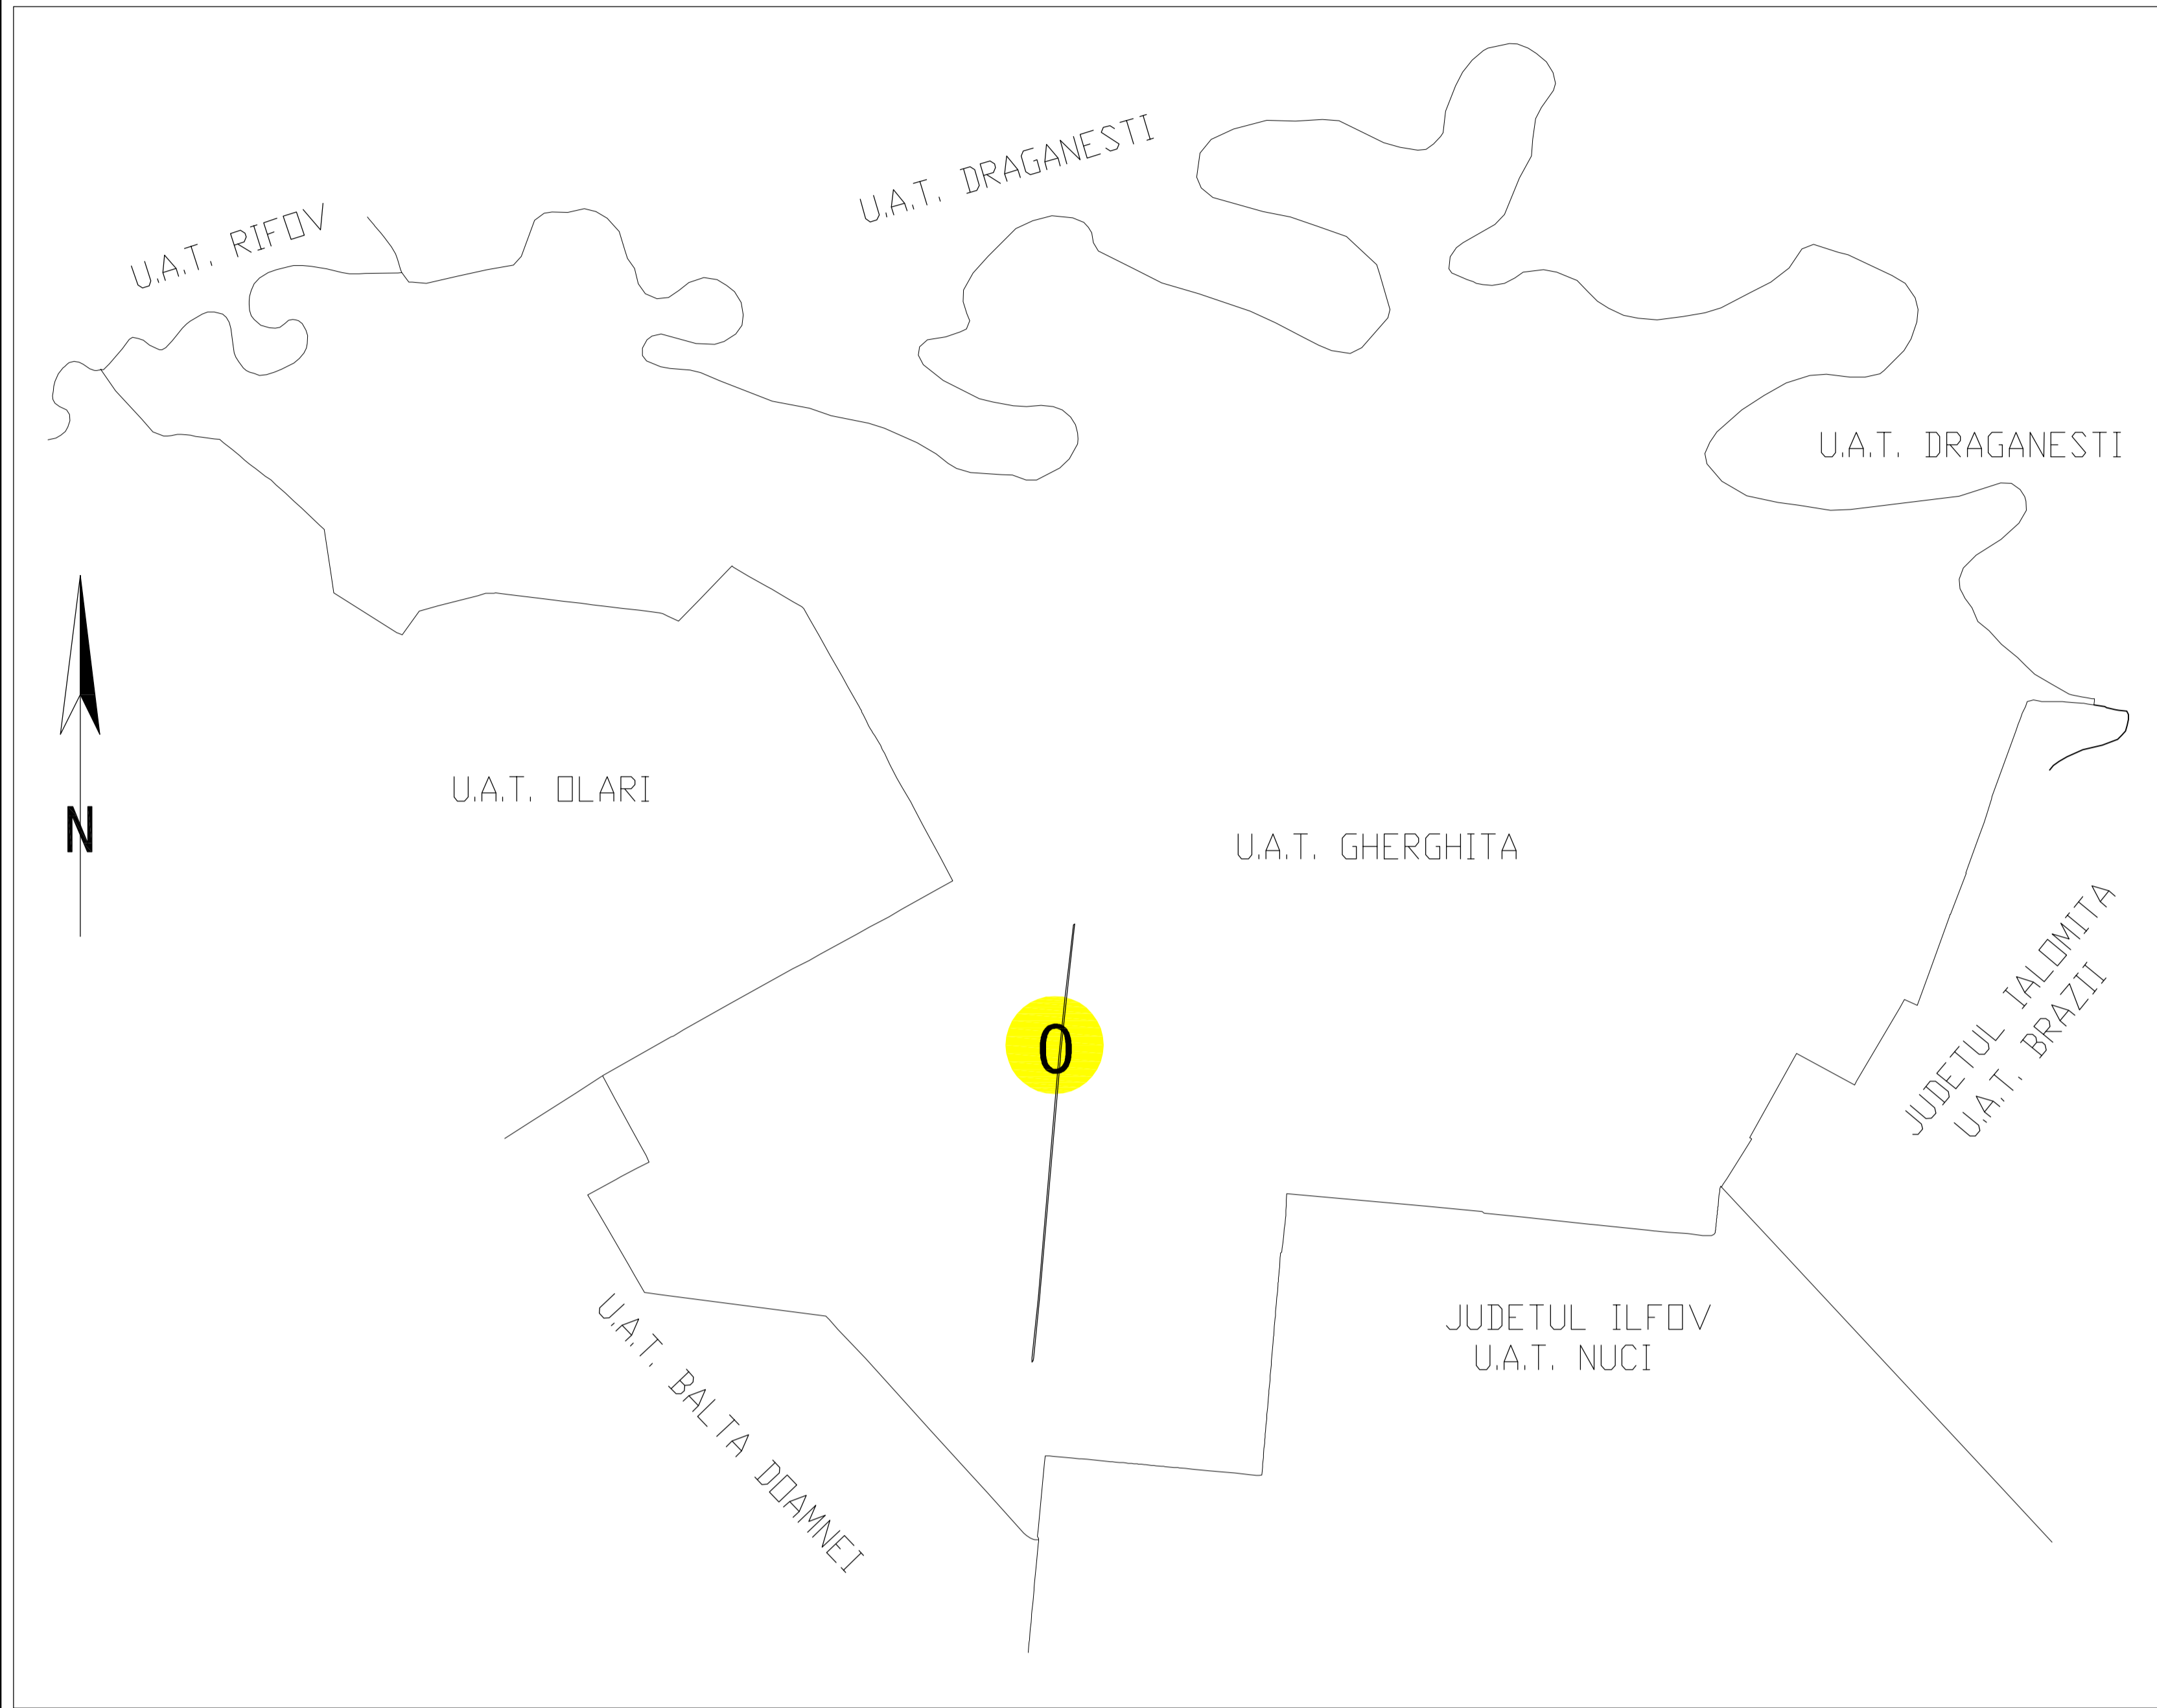 U.A.T. DRAGANESTI
U.A.T. RIFOV
U.A.T. DRAGANESTI
U.A.T. OLARI
N
U.A.T. GHERGHITA
JUDETUL IALOMITA
U.A.T. BRAZII
0
JUDETUL ILFOV
U.A.T. NUCI
U.A.T. BALTA DOAMNEI